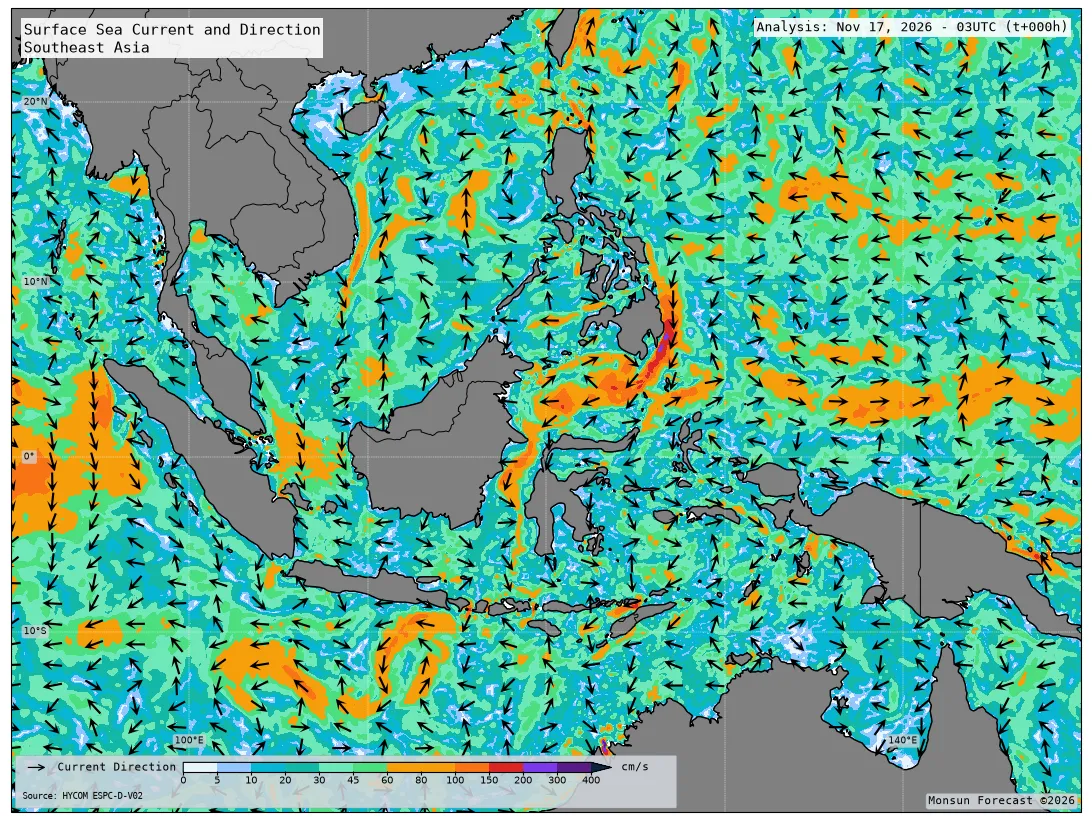 Surface Sea Current and Direction
Southeast Asia
Analysis: Nov 17, 2026 - 03UTC (t+000h)
20°N
10°N
0°
10°S
100°E
140°E
Current Direction
0 5 10 20 30 45 60 80 100 150 200 300 400 cm/s
Source: HYCOM ESPC-D-V02
Monsun Forecast ©2026